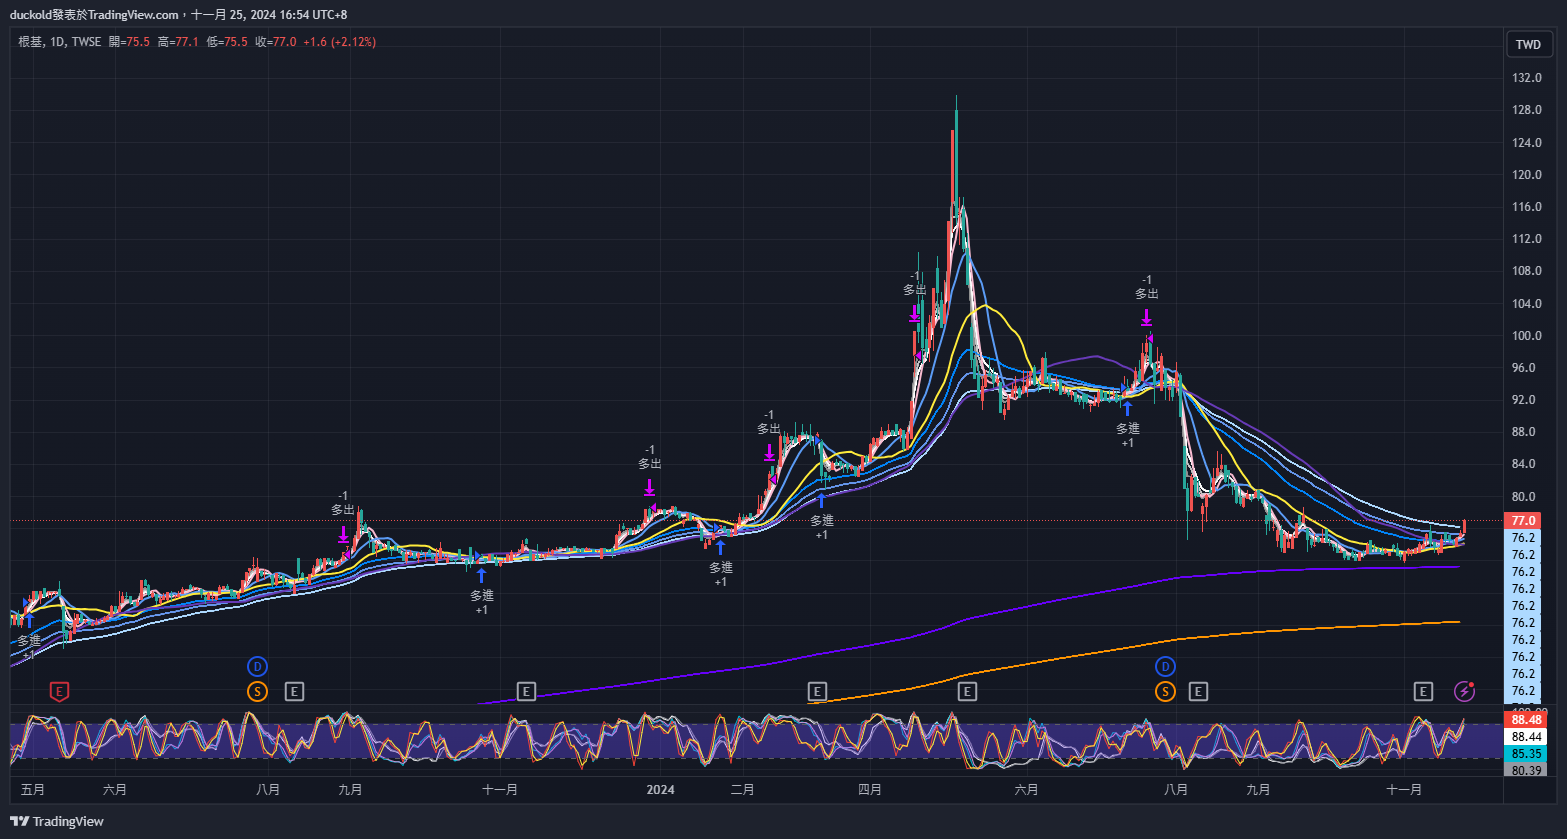 duckold發表於TradingView.com，十一月 25, 2024 16:54 UTC+8
根基, 1D, TWSE 開=75.5 高=77.1 低=75.5 收=77.0 +1.6 (+2.12%)
TWD
132.0
128.0
124.0
120.0
116.0
112.0
108.0
104.0
100.0
96.0
92.0
88.0
84.0
80.0
77.0
76.2
76.2
76.2
76.2
76.2
76.2
76.2
76.2
76.2
76.2
-1
多出
-1
多出
-1
多出
-1
多出
-1
多出
多進
+1
多進
+1
多進
+1
多進
+1
多進
+1
D
D
E
S
E
E
E
E
S
E
E
88.48
88.44
85.35
80.39
五月 六月 八月 九月 十一月 2024 二月 四月 六月 八月 九月 十一月
TradingView